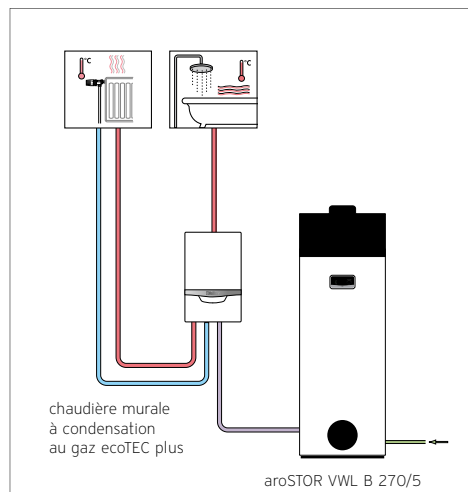 °C
°C
chaudière murale
à condensation
au gaz ecoTEC plus
aroSTOR VWL B 270/5